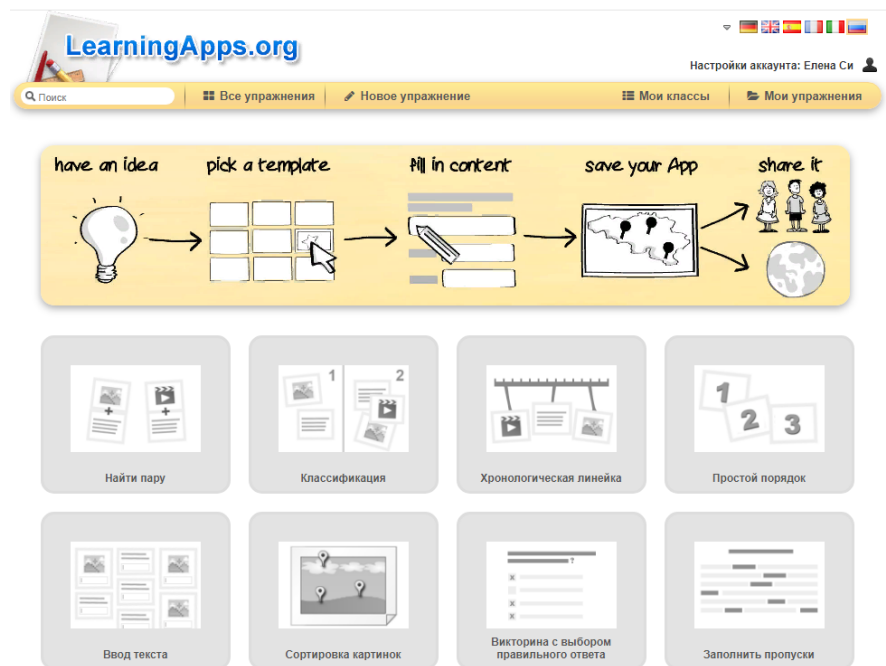 LearningApps.org
Настройки аккаунта: Елена Си
Поиск
Все упражнения
Новое упражнение
Мои классы
Мои упражнения
have an idea
pick a template
fill in content
save your App
share it
Найти пару
1
2
Классификация
Хронологическая линейка
1
2
3
Простой порядок
Ввод текста
Сортировка картинок
?
Викторина с выбором
правильного ответа
Заполнить пропуски